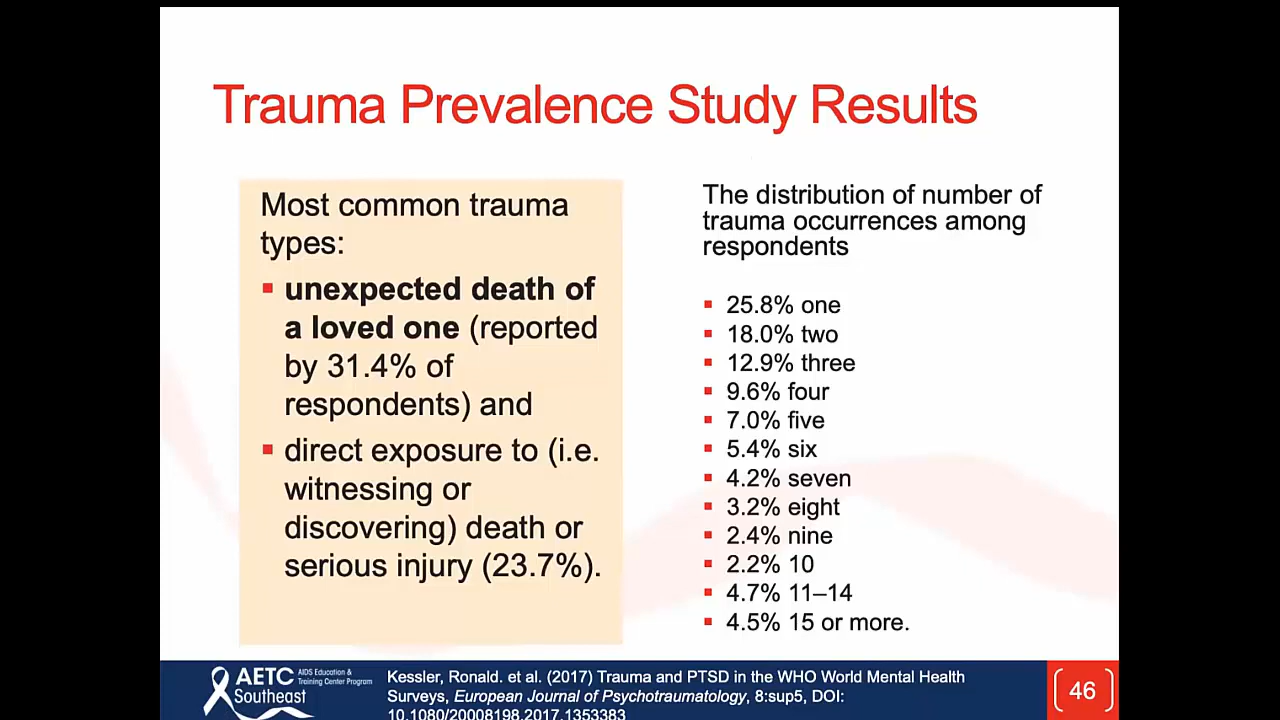 Trauma Prevalence Study Results
Most common trauma
types:
▪ unexpected death of
a loved one (reported
by 31.4% of
respondents) and
▪ direct exposure to (i.e.
witnessing or
discovering) death or
serious injury (23.7%).
The distribution of number of
trauma occurrences among
respondents
▪ 25.8% one
▪ 18.0% two
▪ 12.9% three
▪ 9.6% four
▪ 7.0% five
▪ 5.4% six
▪ 4.2% seven
▪ 3.2% eight
▪ 2.4% nine
▪ 2.2% 10
▪ 4.7% 11–14
▪ 4.5% 15 or more.
AETC AIDS Education &
Training Center Program
Southeast
Kessler, Ronald. et al. (2017) Trauma and PTSD in the WHO World Mental Health
Surveys, European Journal of Psychotraumatology, 8:sup5, DOI:
10.1080/20008198.2017.1353383
46